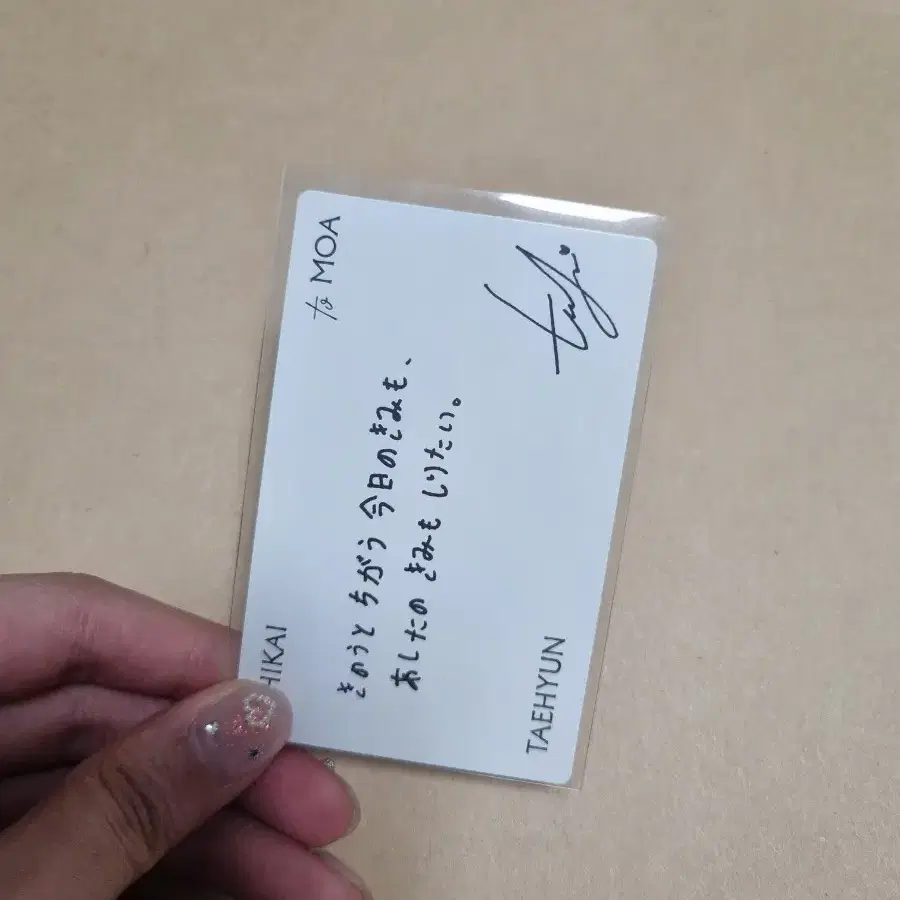 HIKAI
to MOA
きのうと ちがう 今日のきみも、
あしたの きみも しりたい。
TAEHYUN